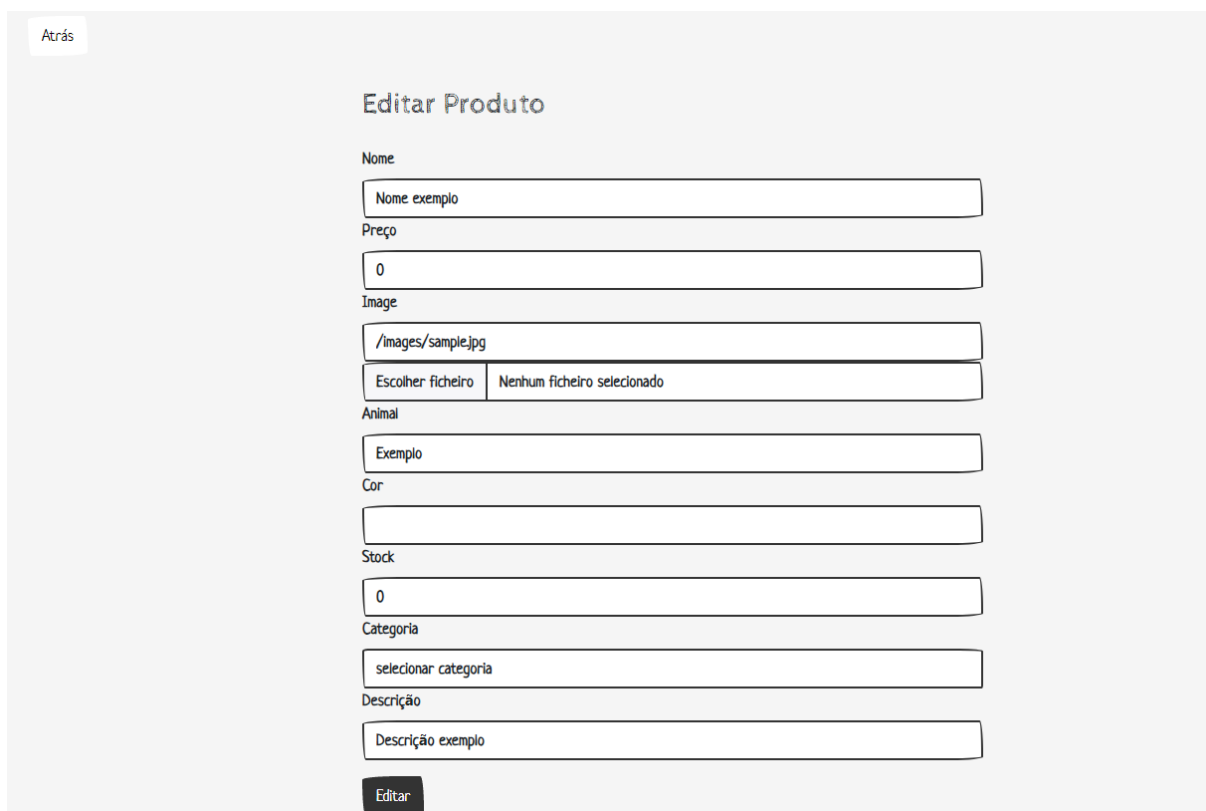 Atrás
Editar Produto
Nome
Nome exemplo
Preço
0
Image
/images/sample.jpg
Escolher ficheiro Nenhum ficheiro selecionado
Animal
Exemplo
Cor
Stock
0
Categoria
selecionar categoria
Descrição
Descrição exemplo
Editar